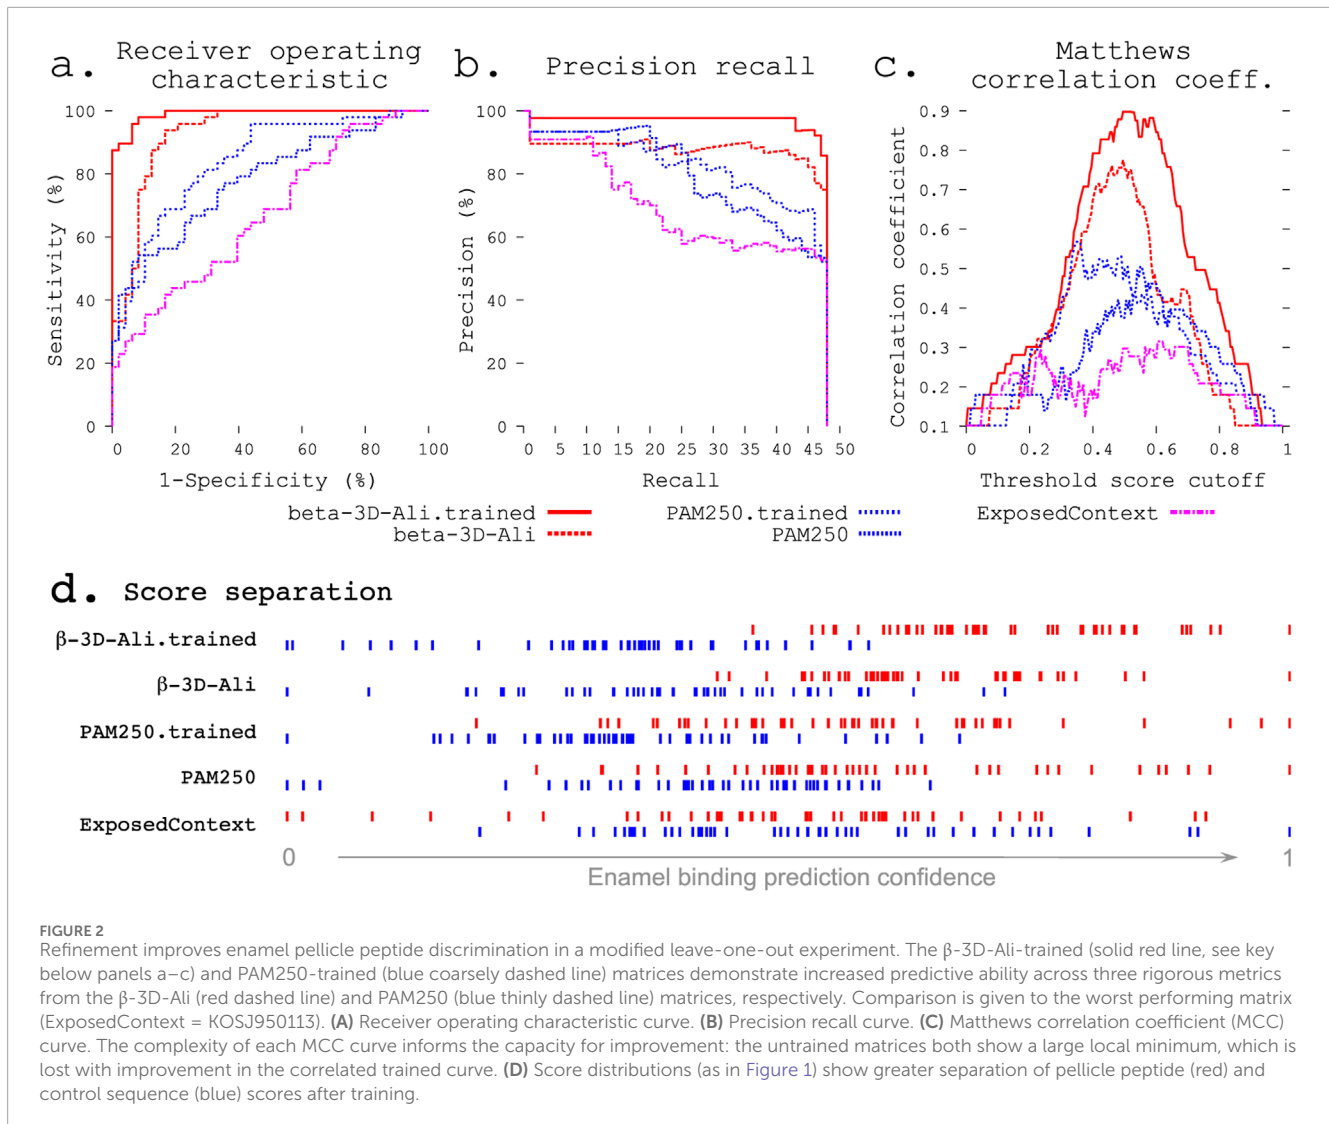 a. Receiver operating
characteristic
b. Precision recall
c. Matthews
correlation coeff.
100
80
60
40
20
0
Sensitivity (%)
0 20 40 60 80 100
1-Specificity (%)
100
80
60
40
20
0
Precision (%)
0 5 10 15 20 25 30 35 40 45 50
Recall
0.9
0.8
0.7
0.6
0.5
0.4
0.3
0.2
0.1
Correlation coefficient
0 0.2 0.4 0.6 0.8 1
Threshold score cutoff
beta-3D-Ali.trained PAM250.trained ExposedContext
beta-3D-Ali PAM250
d. Score separation
β-3D-Ali.trained
β-3D-Ali
PAM250.trained
PAM250
ExposedContext
0 1
Enamel binding prediction confidence
FIGURE 2
Refinement improves enamel pellicle peptide discrimination in a modified leave-one-out experiment. The β-3D-Ali-trained (solid red line, see key
below panels a–c) and PAM250-trained (blue coarsely dashed line) matrices demonstrate increased predictive ability across three rigorous metrics
from the β-3D-Ali (red dashed line) and PAM250 (blue thinly dashed line) matrices, respectively. Comparison is given to the worst performing matrix
(ExposedContext = KOSJ950113). (A) Receiver operating characteristic curve. (B) Precision recall curve. (C) Matthews correlation coefficient (MCC)
curve. The complexity of each MCC curve informs the capacity for improvement: the untrained matrices both show a large local minimum, which is
lost with improvement in the correlated trained curve. (D) Score distributions (as in Figure 1) show greater separation of pellicle peptide (red) and
control sequence (blue) scores after training.